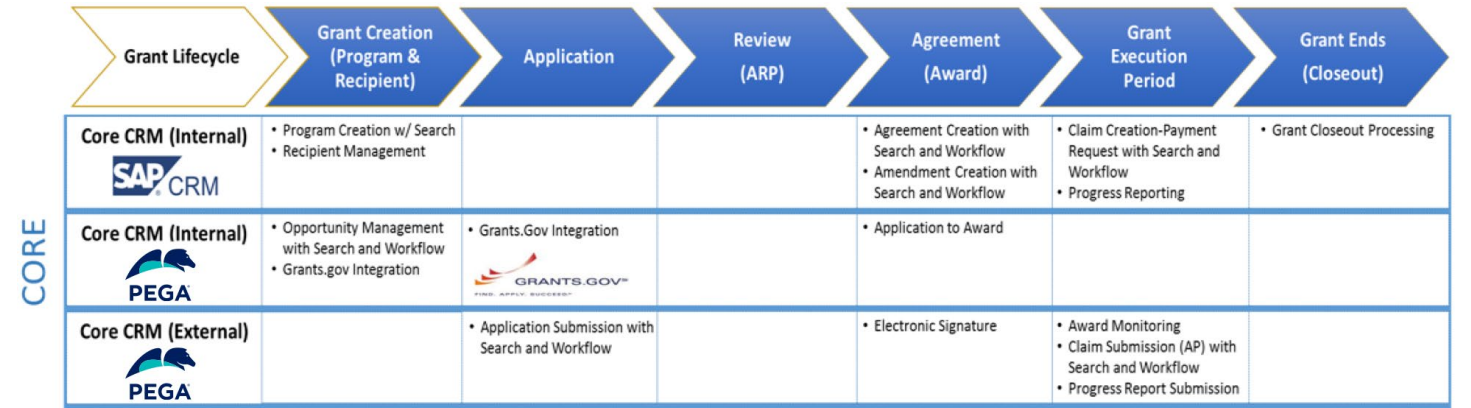 Grant Lifecycle
Grant Creation
(Program &
Recipient)
Application
Review
(ARP)
Agreement
(Award)
Grant
Execution
Period
Grant Ends
(Closeout)
CORE
Core CRM (Internal)
SAP CRM
• Program Creation w/ Search
• Recipient Management
• Agreement Creation with
Search and Workflow
• Amendment Creation with
Search and Workflow
• Claim Creation-Payment
Request with Search and
Workflow
• Progress Reporting
• Grant Closeout Processing
Core CRM (Internal)
PEGA
• Opportunity Management
with Search and Workflow
• Grants.gov Integration
• Grants.Gov Integration
GRANTS.GOV℠
FIND. APPLY. SUCCEED℠
• Application to Award
Core CRM (External)
PEGA
• Application Submission with
Search and Workflow
• Electronic Signature
• Award Monitoring
• Claim Submission (AP) with
Search and Workflow
• Progress Report Submission